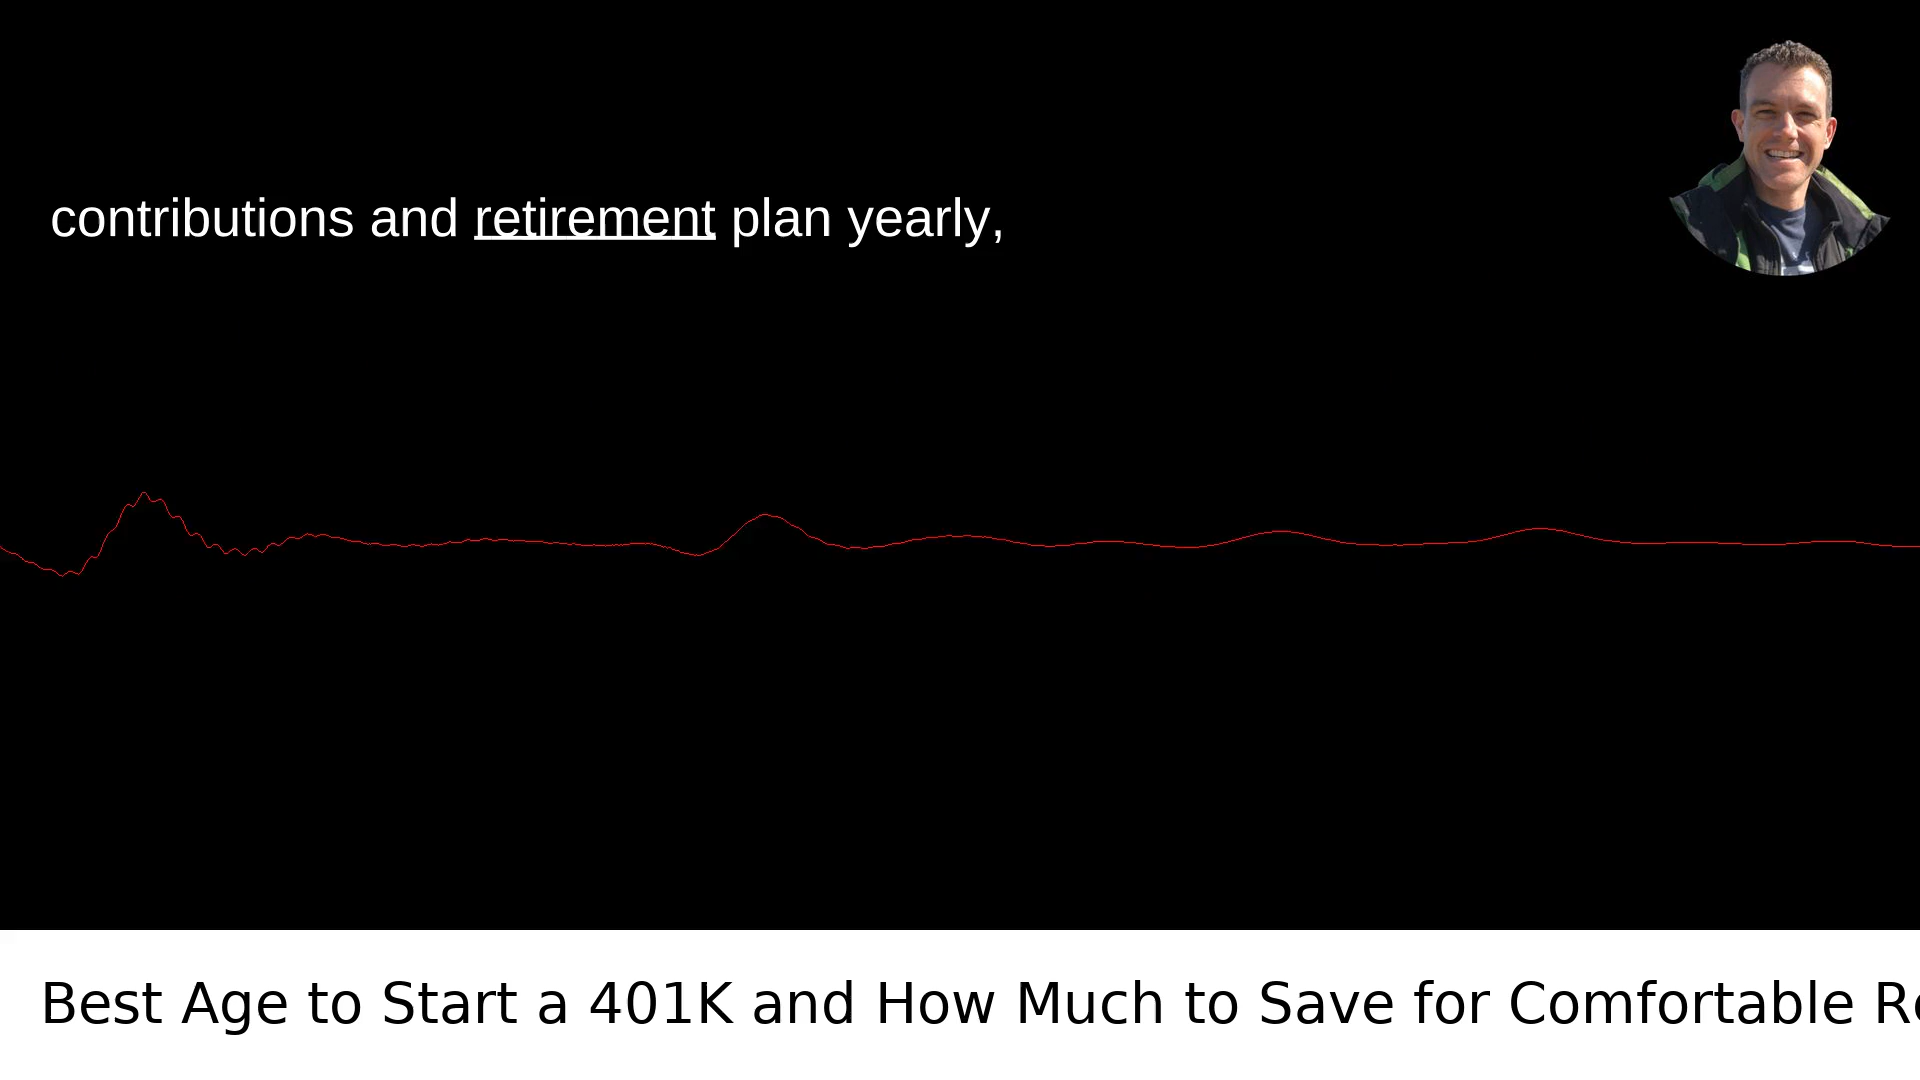 contributions and retirement plan yearly,
Best Age to Start a 401K and How Much to Save for Comfortable